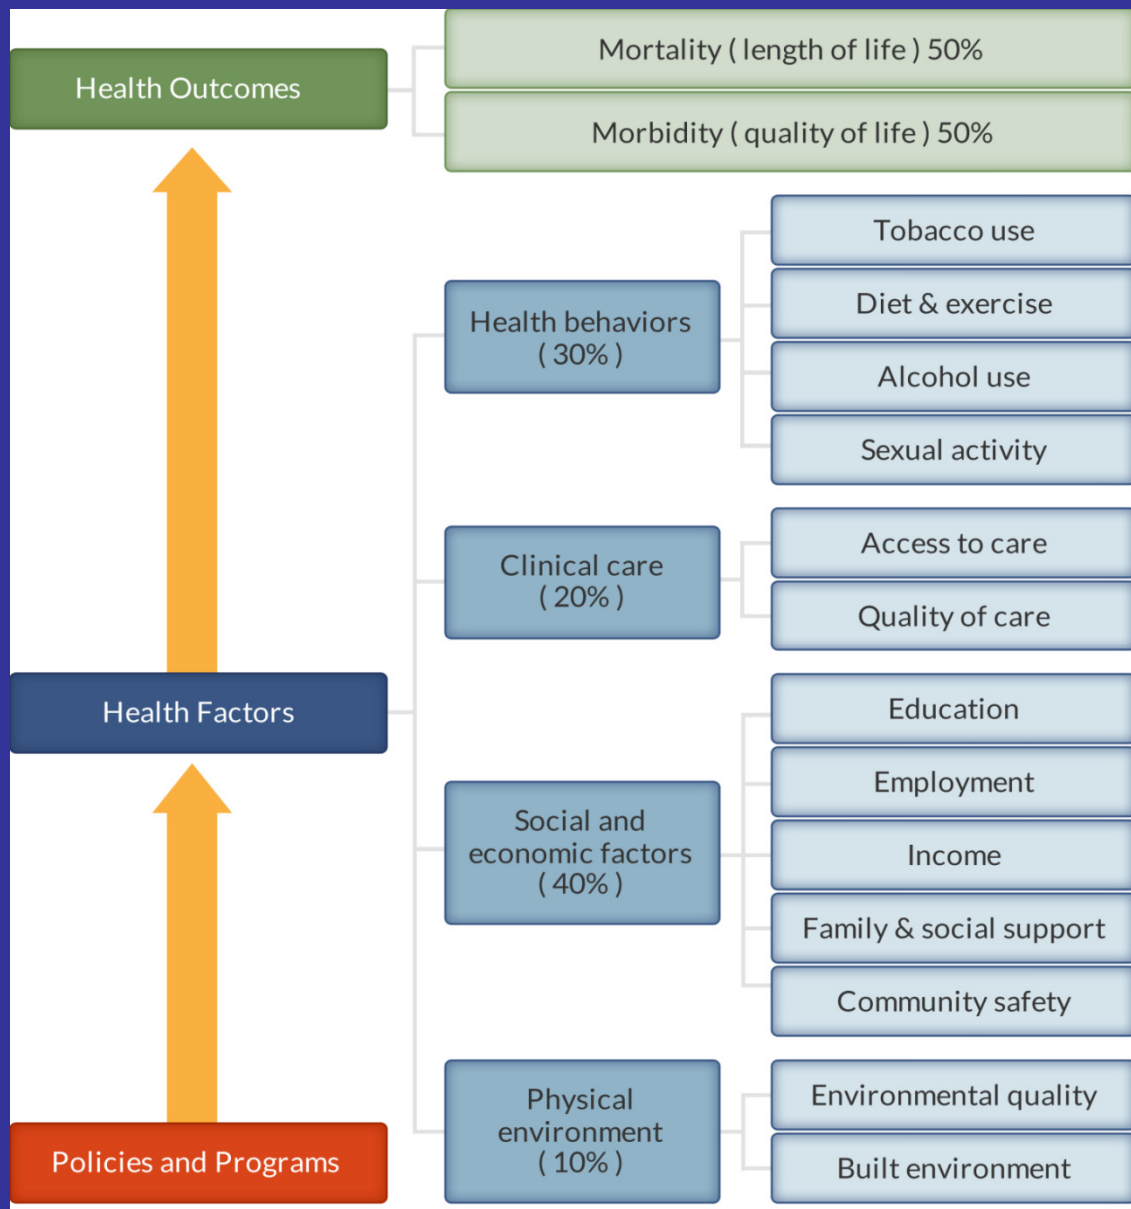 Health Outcomes
Mortality ( length of life ) 50%
Morbidity ( quality of life ) 50%
Health Factors
Health behaviors
( 30% )
Tobacco use
Diet & exercise
Alcohol use
Sexual activity
Clinical care
( 20% )
Access to care
Quality of care
Social and
economic factors
( 40% )
Education
Employment
Income
Family & social support
Community safety
Physical
environment
( 10% )
Environmental quality
Built environment
Policies and Programs